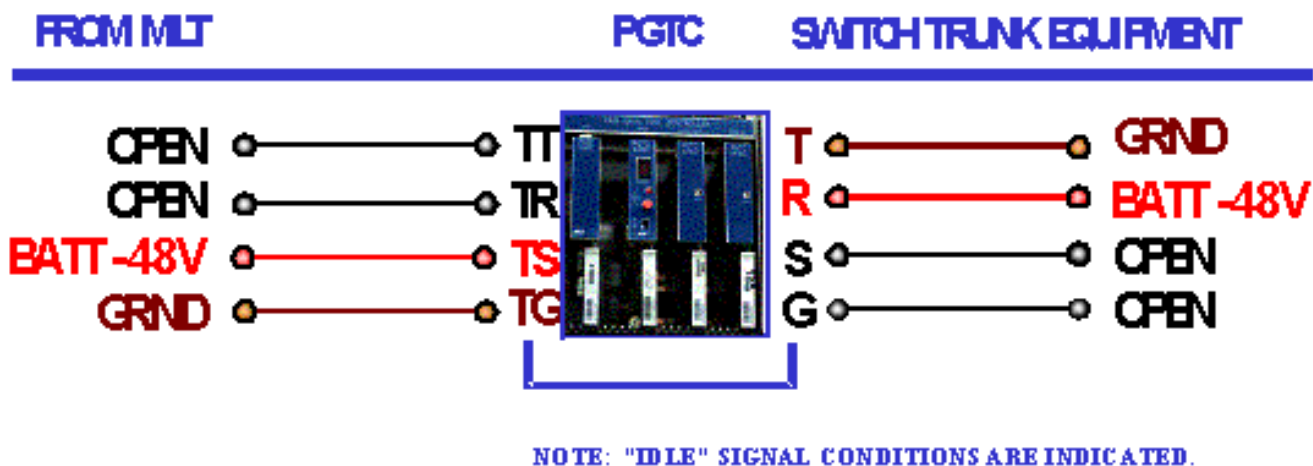 FROM MLT PGTC SWITCH TRUNK EQUIPMENT
OPEN TT T GRND
OPEN TR R BATT -48V
BATT -48V TS S OPEN
GRND TG G OPEN
NOTE: "IDLE" SIGNAL CONDITIONS ARE INDICATED.